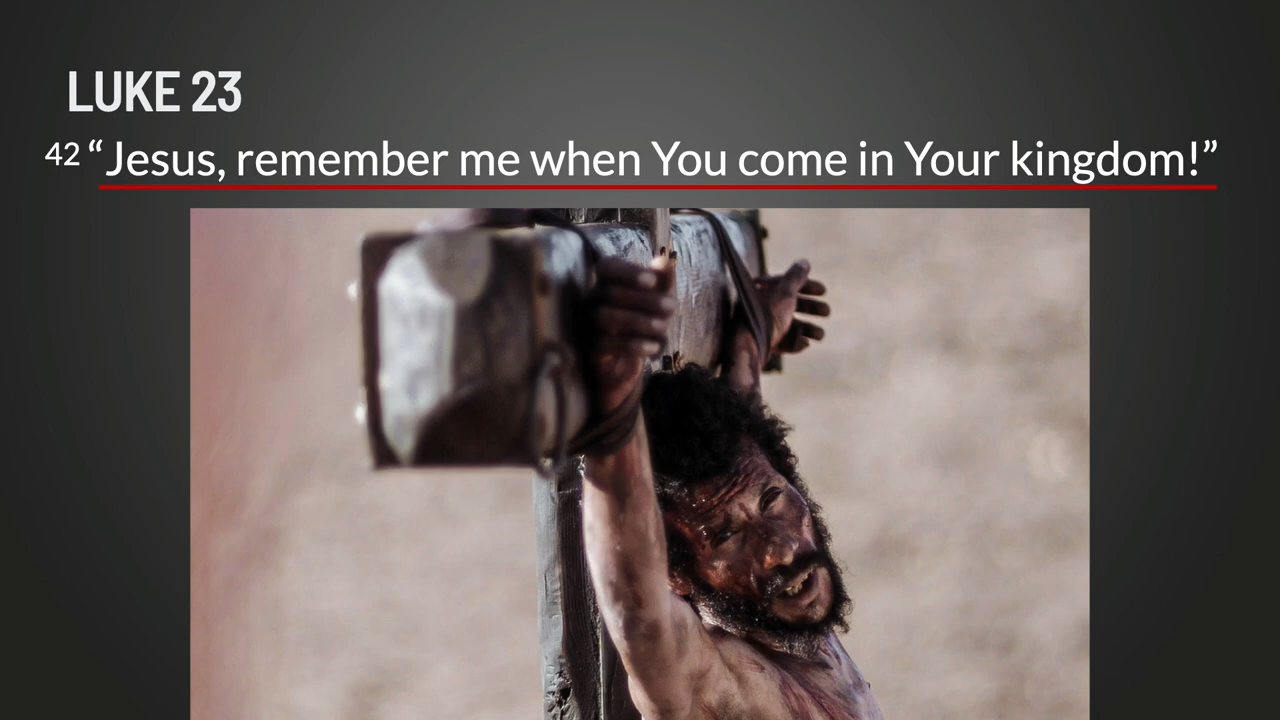 LUKE 23
42 “Jesus, remember me when You come in Your kingdom!”